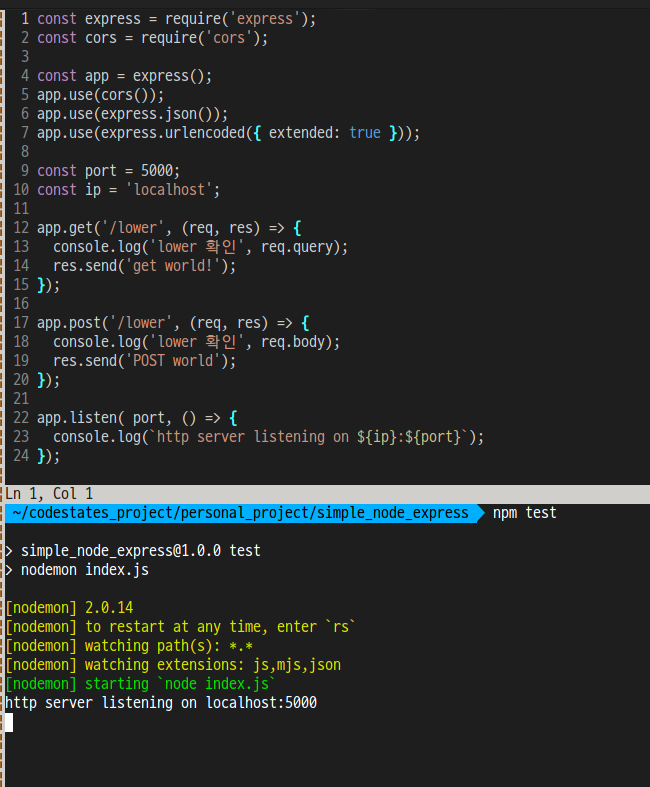 1 const express = require('express');
2 const cors = require('cors');
3
4 const app = express();
5 app.use(cors());
6 app.use(express.json());
7 app.use(express.urlencoded({ extended: true }));
8
9 const port = 5000;
10 const ip = 'localhost';
11
12 app.get('/lower', (req, res) => {
13   console.log('lower 확인', req.query);
14   res.send('get world!');
15 });
16
17 app.post('/lower', (req, res) => {
18   console.log('lower 확인', req.body);
19   res.send('POST world');
20 });
21
22 app.listen( port, () => {
23   console.log(`http server listening on ${ip}:${port}`);
24 });
Ln 1, Col 1
~/codestates_project/personal_project/simple_node_express npm test
> simple_node_express@1.0.0 test
> nodemon index.js
[nodemon] 2.0.14
[nodemon] to restart at any time, enter `rs`
[nodemon] watching path(s): *.*
[nodemon] watching extensions: js,mjs,json
[nodemon] starting `node index.js`
http server listening on localhost:5000